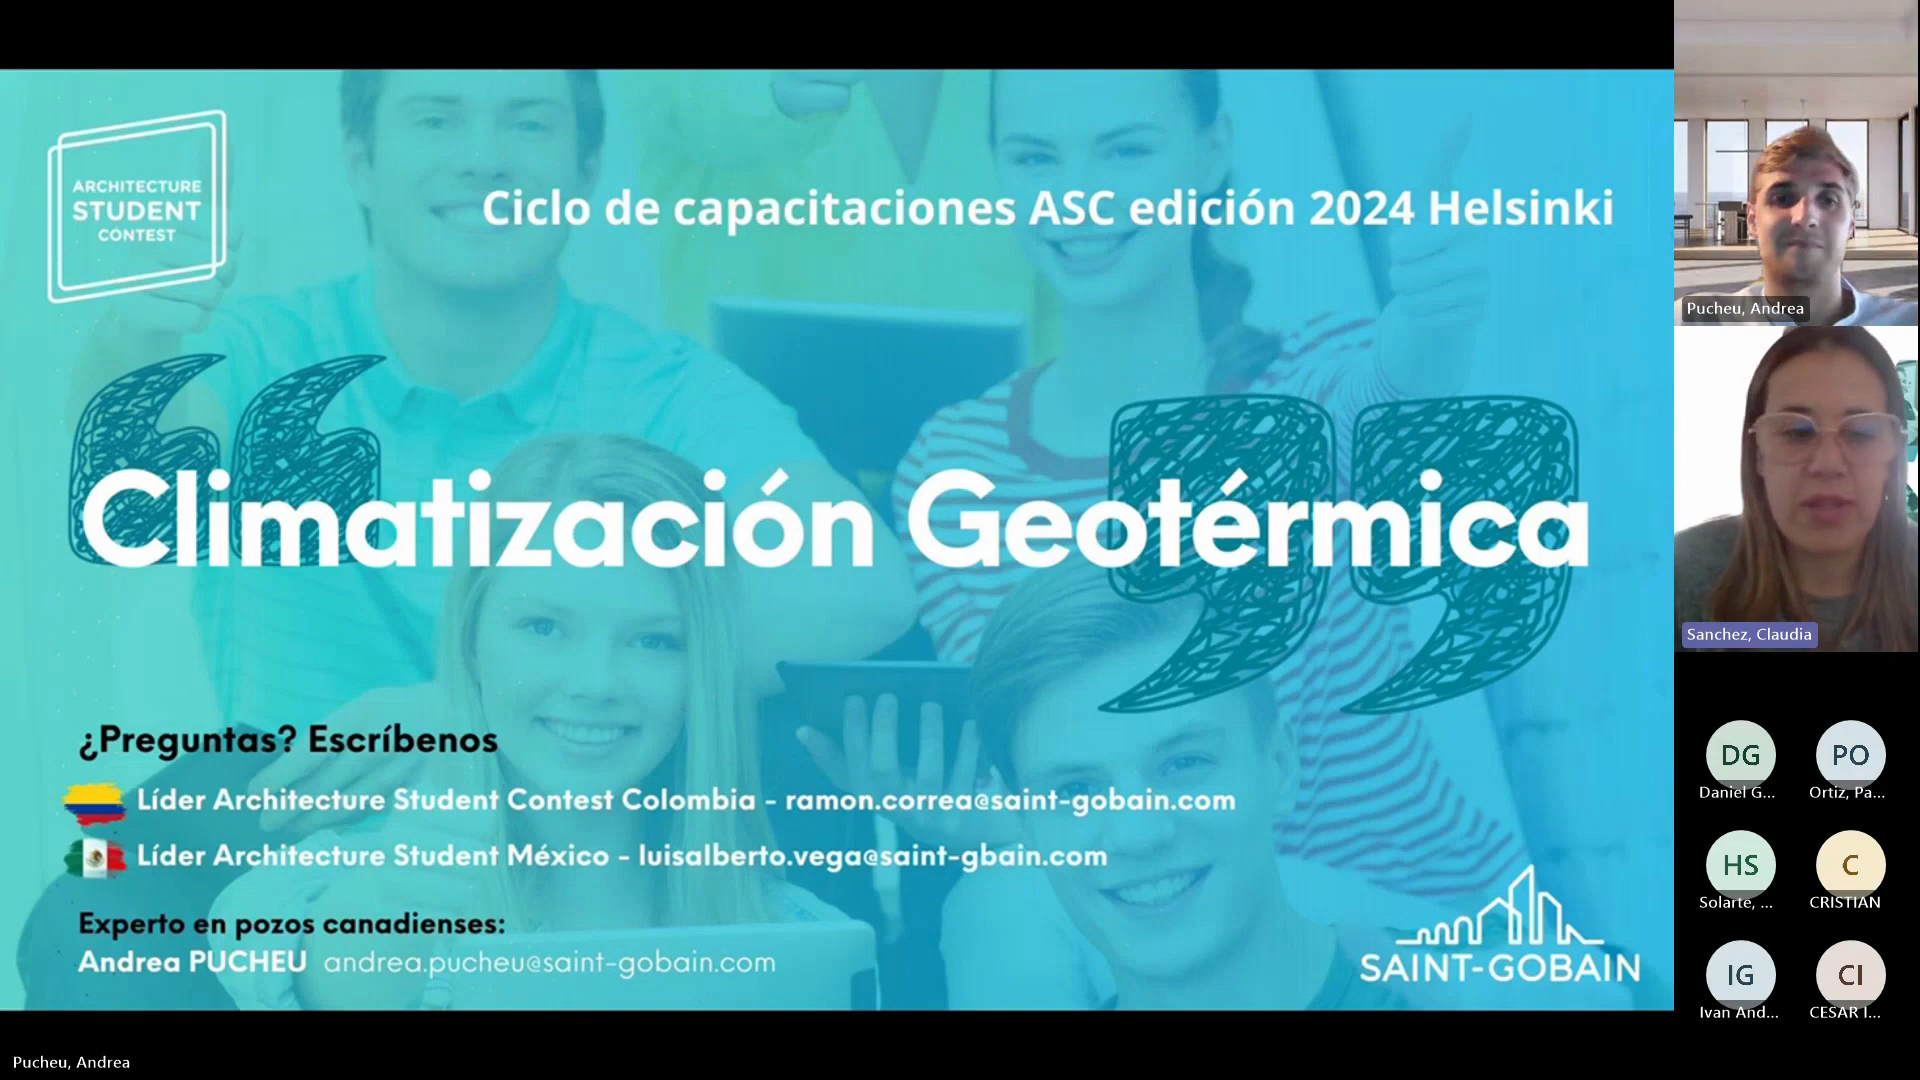 ARCHITECTURE
STUDENT
CONTEST
Ciclo de capacitaciones ASC edición 2024 Helsinki
Climatización Geotérmica
¿Preguntas? Escríbenos
Líder Architecture Student Contest Colombia - ramon.correa@saint-gobain.com
Líder Architecture Student México - luisalberto.vega@saint-gbain.com
Experto en pozos canadienses:
Andrea PUCHEU andrea.pucheu@saint-gobain.com
SAINT-GOBAIN
Pucheu, Andrea
Sanchez, Claudia
DG
Daniel G...
PO
Ortiz, Pa...
HS
Solarte, ...
C
CRISTIAN
IG
Ivan And...
CI
CESAR I...
Pucheu, Andrea